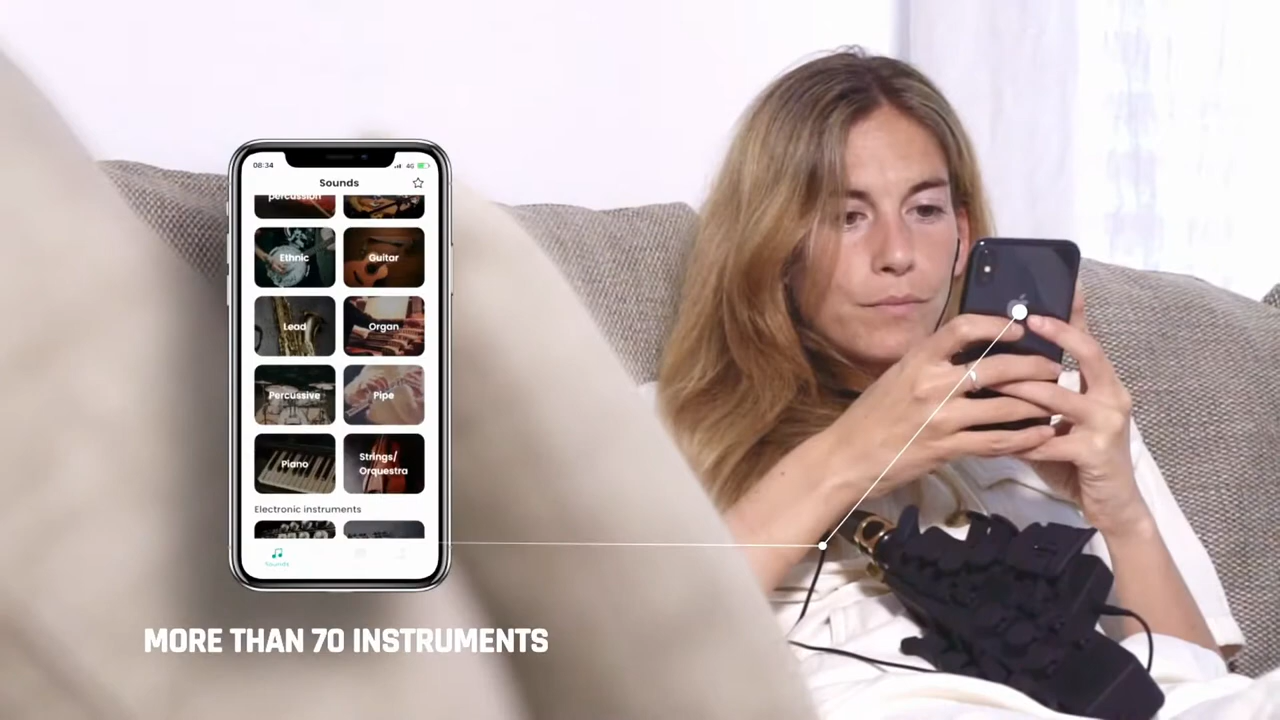 08:34
4G
Sounds
percussion
Ethnic
Guitar
Lead
Organ
Percussive
Pipe
Piano
Strings/
Orquestra
Electronic instruments
Sounds
MORE THAN 70 INSTRUMENTS